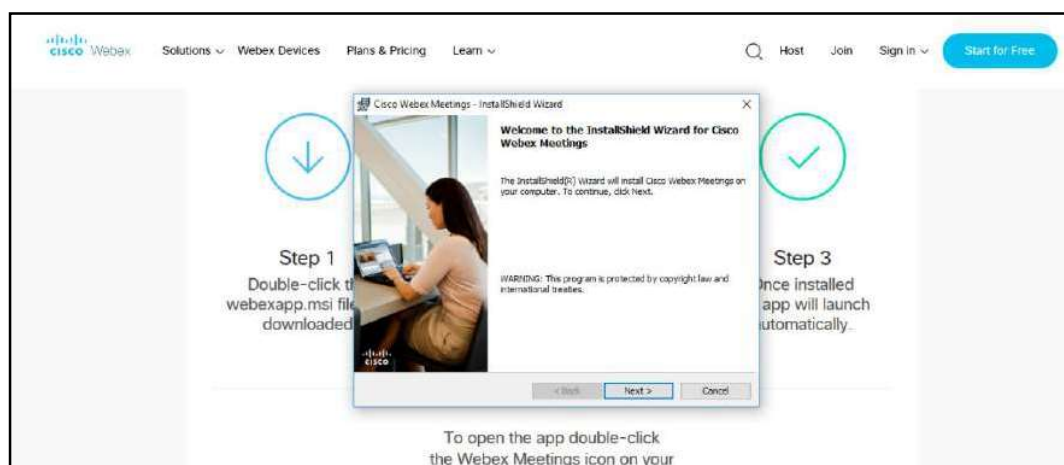 cisco Webex Solutions Webex Devices Plans & Pricing Learn Host Join Sign in Start for Free
Cisco Webex Meetings - InstallShield Wizard
Welcome to the InstallShield Wizard for Cisco
Webex Meetings
The InstallShield(R) Wizard will install Cisco Webex Meetings on
your computer. To continue, click Next.
WARNING: This program is protected by copyright law and
international treaties.
cisco
< Back Next > Cancel
Step 1
Double-click
webexapp.msi
downloaded
Step 3
installed
app will launch
automatically.
To open the app double-click
the Webex Meetings icon on your